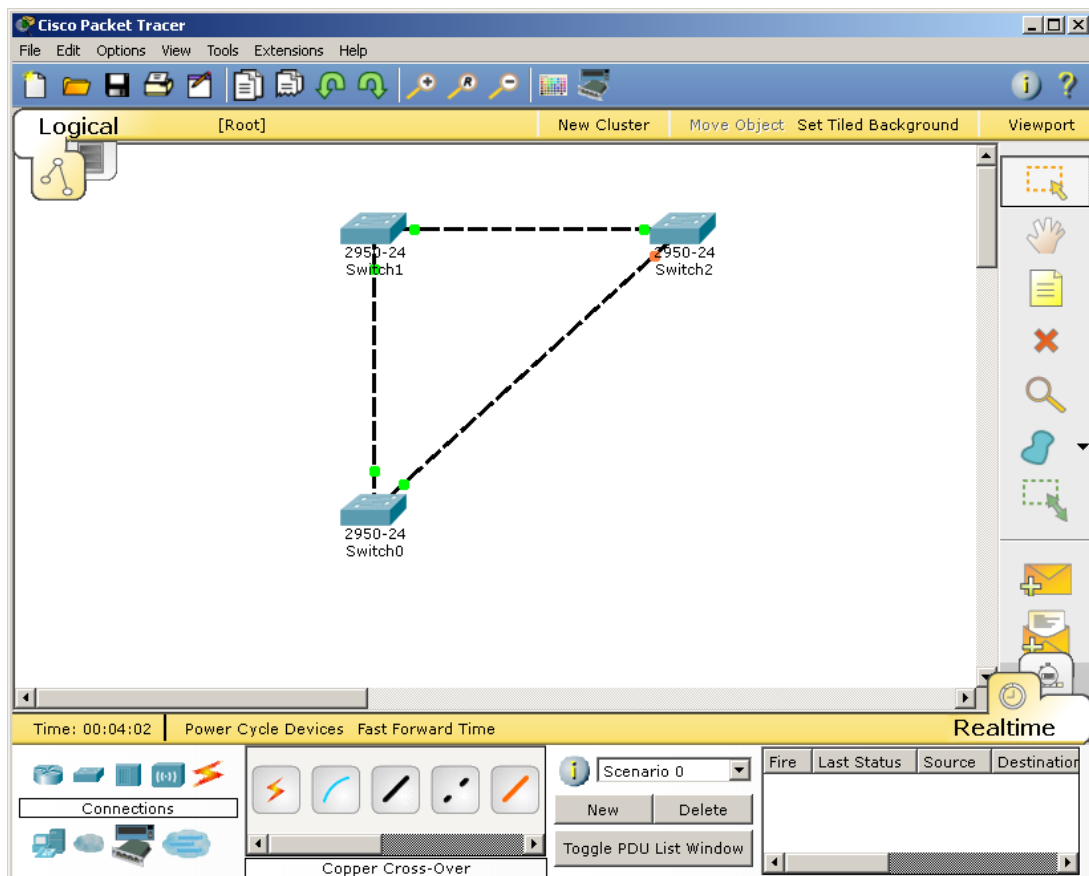 Cisco Packet Tracer
File Edit Options View Tools Extensions Help
Logical [Root] New Cluster Move Object Set Tiled Background Viewport
2950-24
Switch1
2950-24
Switch2
2950-24
Switch0
Time: 00:04:02 Power Cycle Devices Fast Forward Time Realtime
Connections
Copper Cross-Over
Scenario 0
New Delete
Toggle PDU List Window
Fire Last Status Source Destination